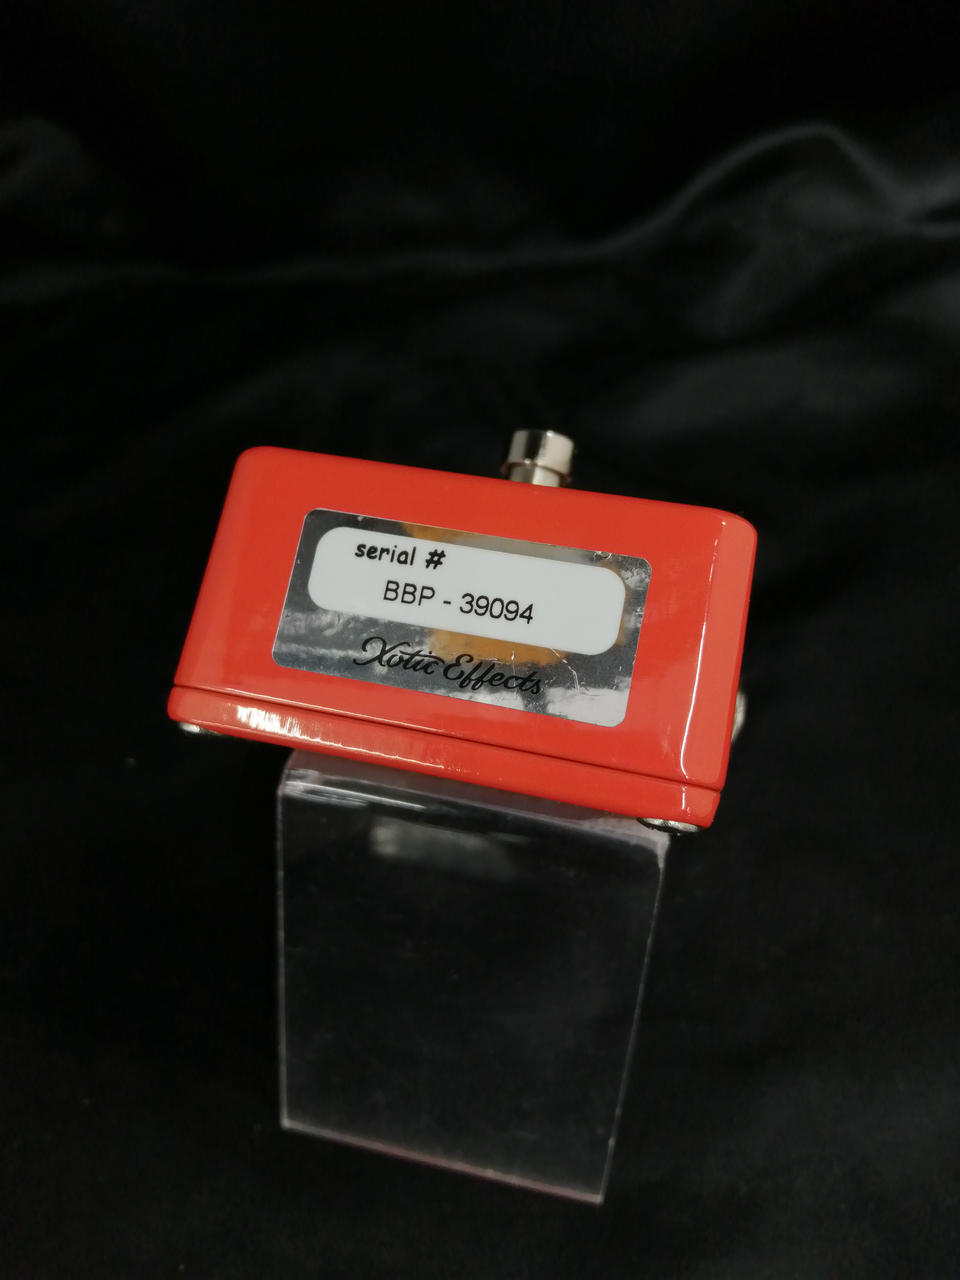 serial #
BBP - 39094
Xotic Effects